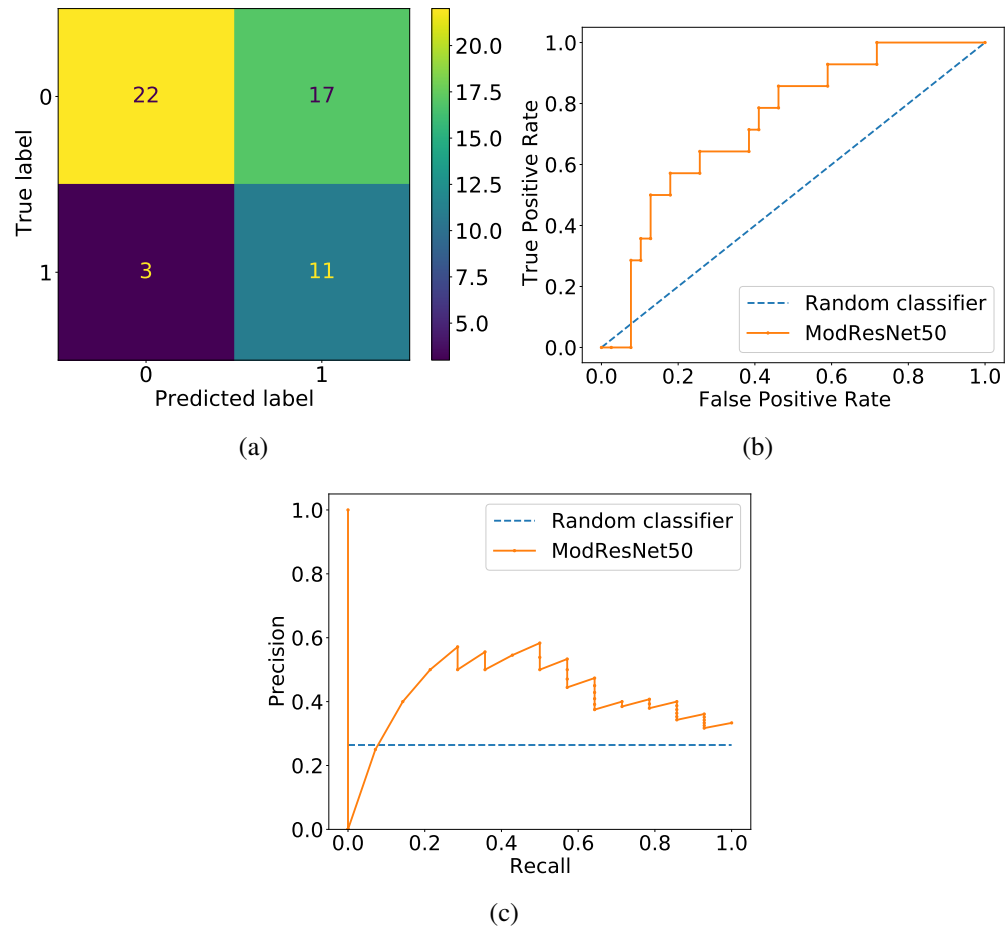 0
22
17
True label
1
3
11
0
1
Predicted label
20.0
17.5
15.0
12.5
10.0
7.5
5.0
(a)
1.0
0.8
0.6
0.4
0.2
0.0
True Positive Rate
Random classifier
ModResNet50
0.0 0.2 0.4 0.6 0.8 1.0
False Positive Rate
(b)
1.0
0.8
0.6
0.4
0.2
0.0
Precision
Random classifier
ModResNet50
0.0 0.2 0.4 0.6 0.8 1.0
Recall
(c)